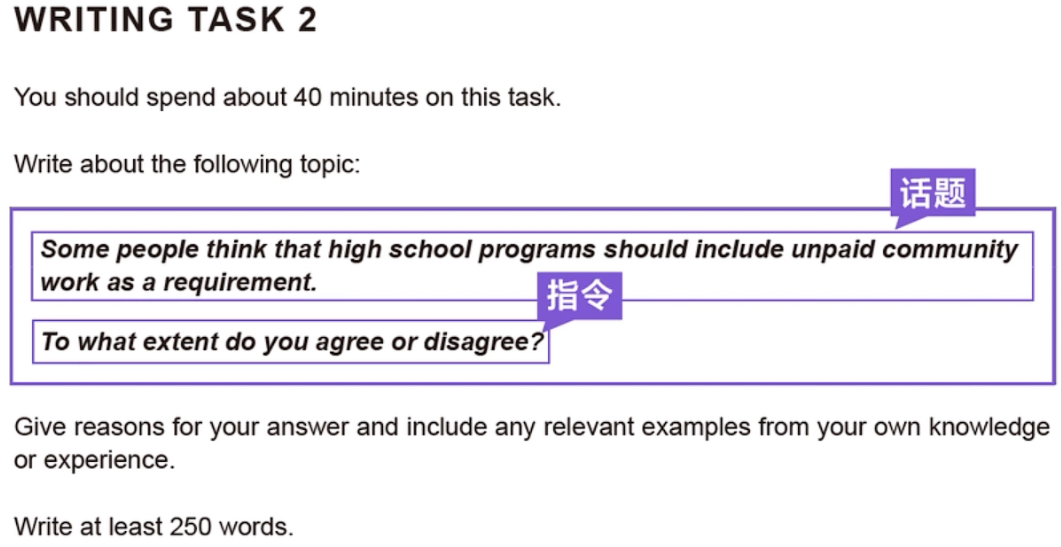 WRITING TASK 2
You should spend about 40 minutes on this task.
Write about the following topic:
话题
Some people think that high school programs should include unpaid community
work as a requirement.
指令
To what extent do you agree or disagree?
Give reasons for your answer and include any relevant examples from your own knowledge
or experience.
Write at least 250 words.